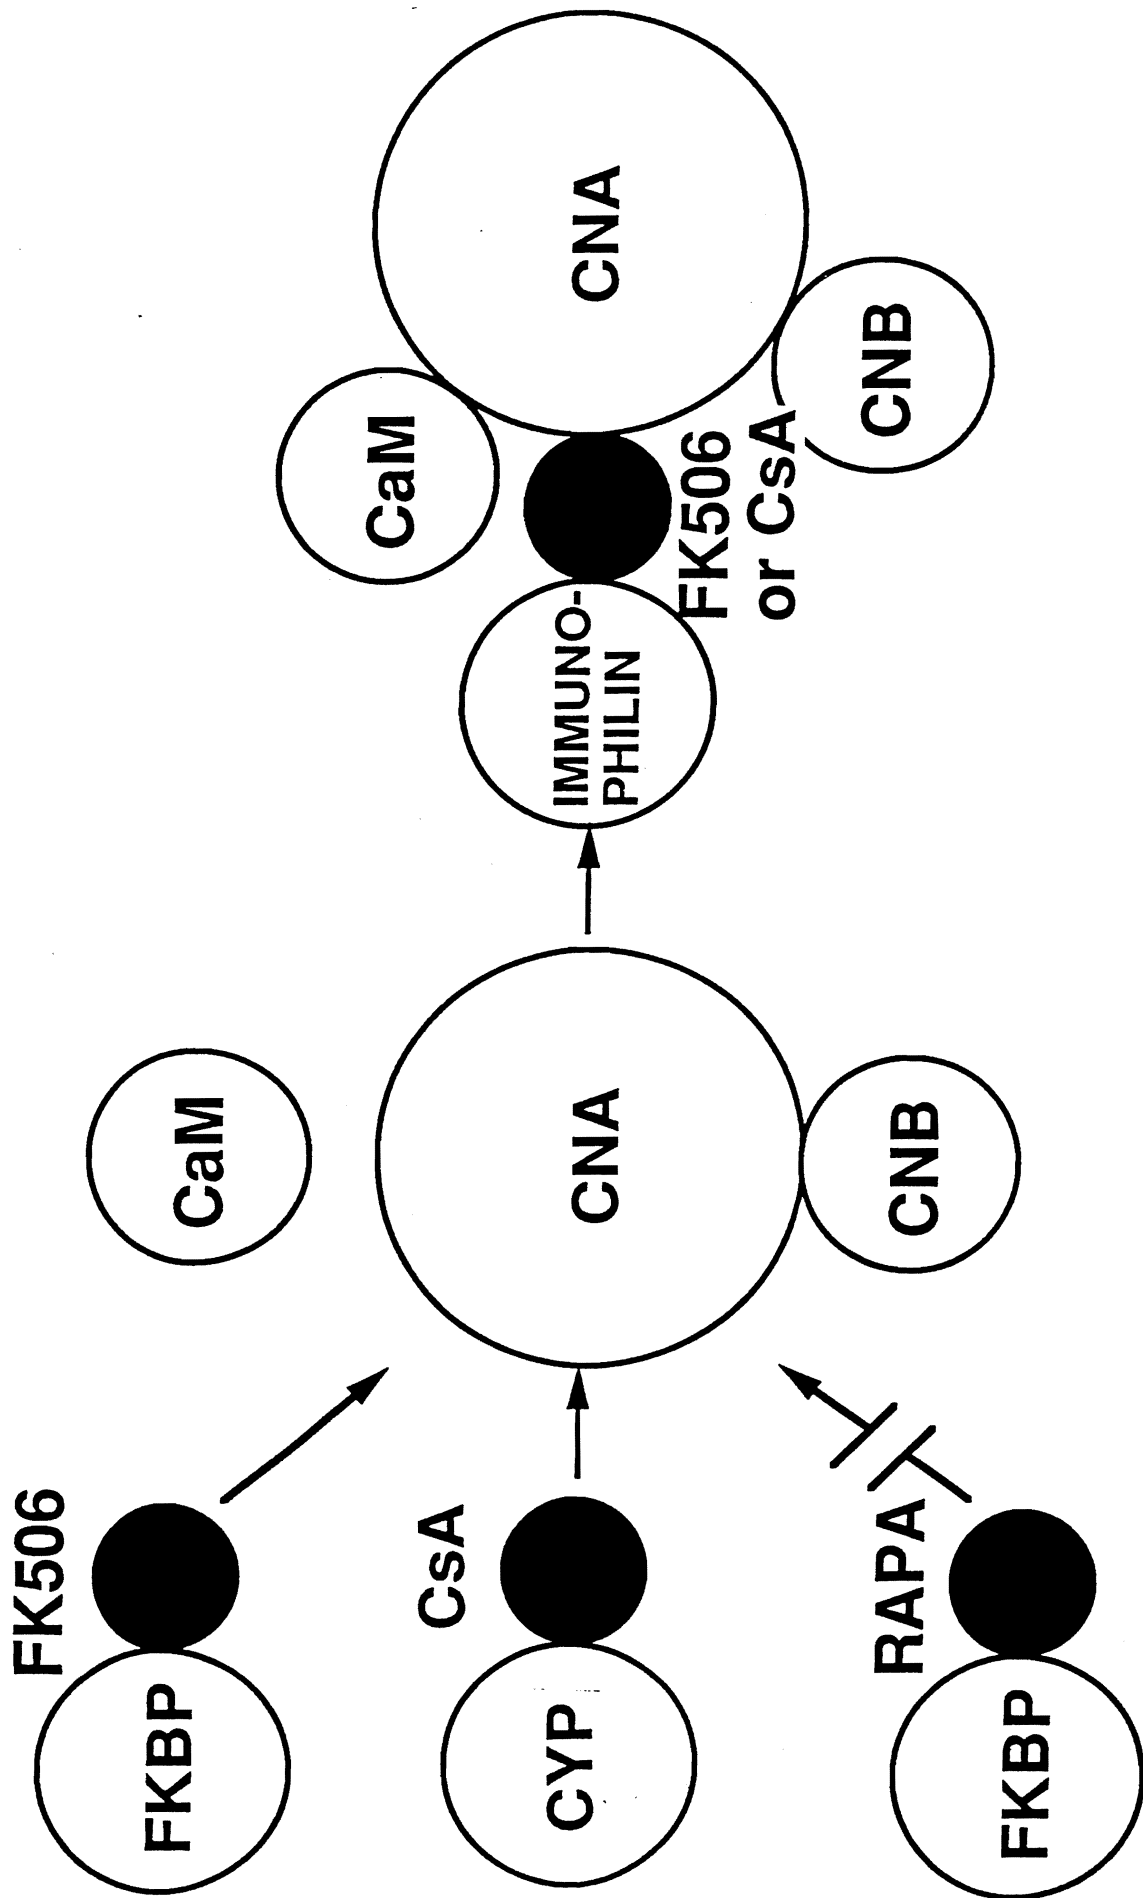 FK506
FKBP
CsA
CYP
RAPA
FKBP
CaM
CNA
CNB
IMMUNO-
PHILIN
FK506
or CsA
CaM
CNA
CNB